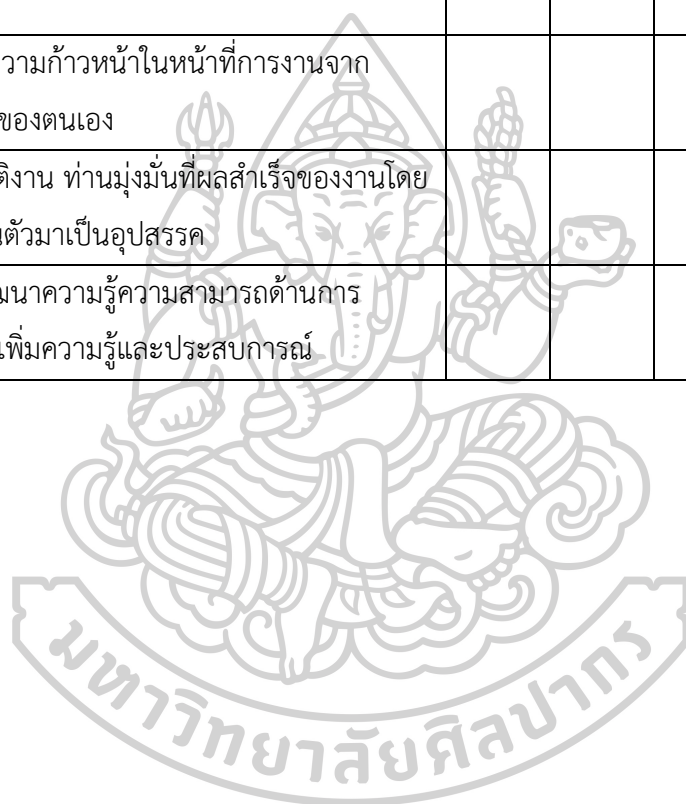 วามก้าวหน้าในหน้าที่การงานจาก
ของตนเอง
ติงาน ท่านมุ่งมั่นที่ผลสำเร็จของงานโดย
นตัวมาเป็นอุปสรรค
ฒนาความรู้ความสามารถด้านการ
เพิ่มความรู้และประสบการณ์
มหาวิทยาลัยศิลปากร